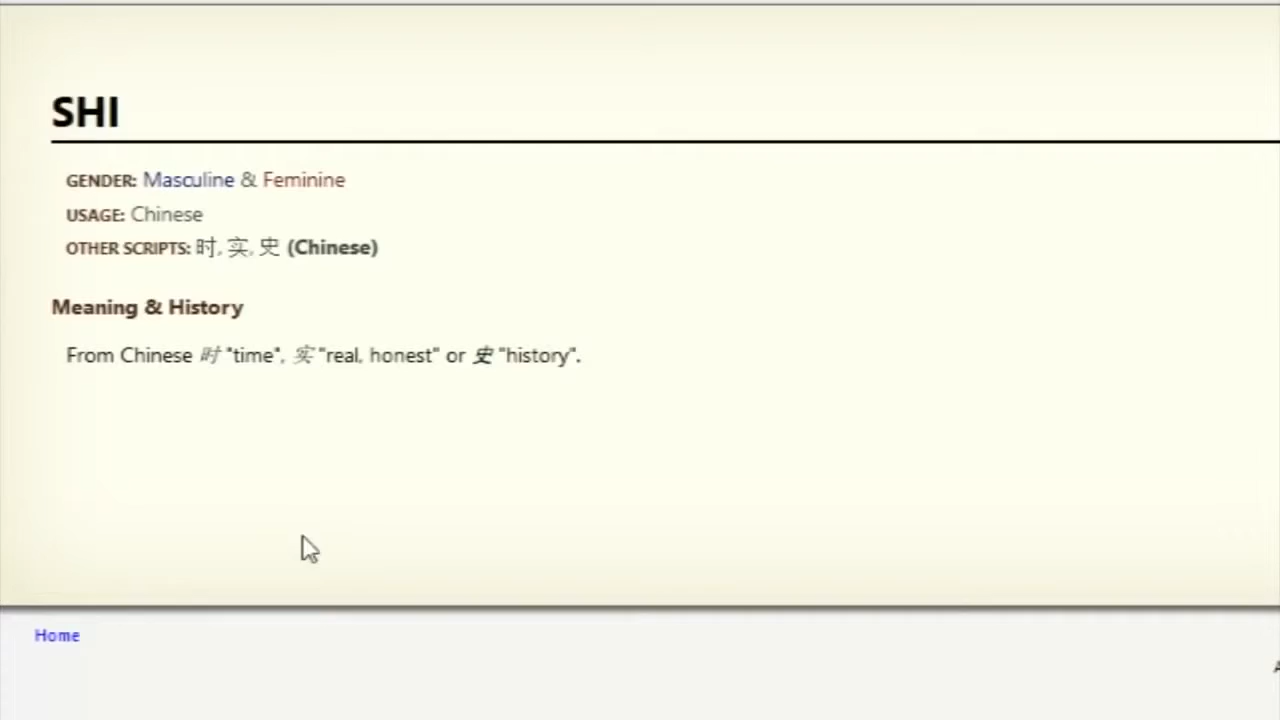 SHI
GENDER: Masculine & Feminine
USAGE: Chinese
OTHER SCRIPTS: 时, 实, 史 (Chinese)
Meaning & History
From Chinese 时 "time", 实 "real, honest" or 史 "history".
Home